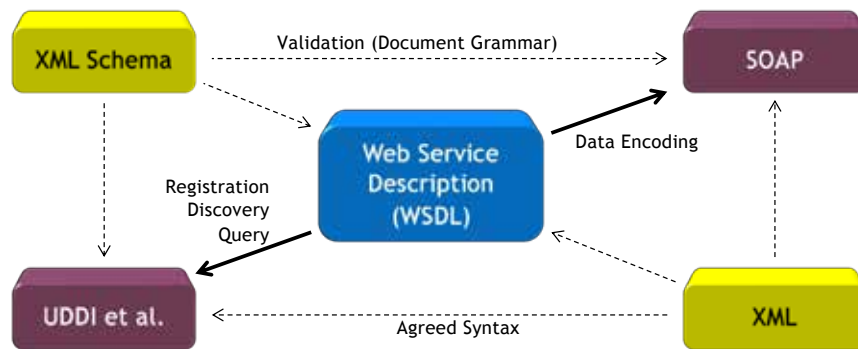 Validation (Document Grammar)
XML Schema
SOAP
Web Service
Description
(WSDL)
Data Encoding
Registration
Discovery
Query
UDDI et al.
Agreed Syntax
XML